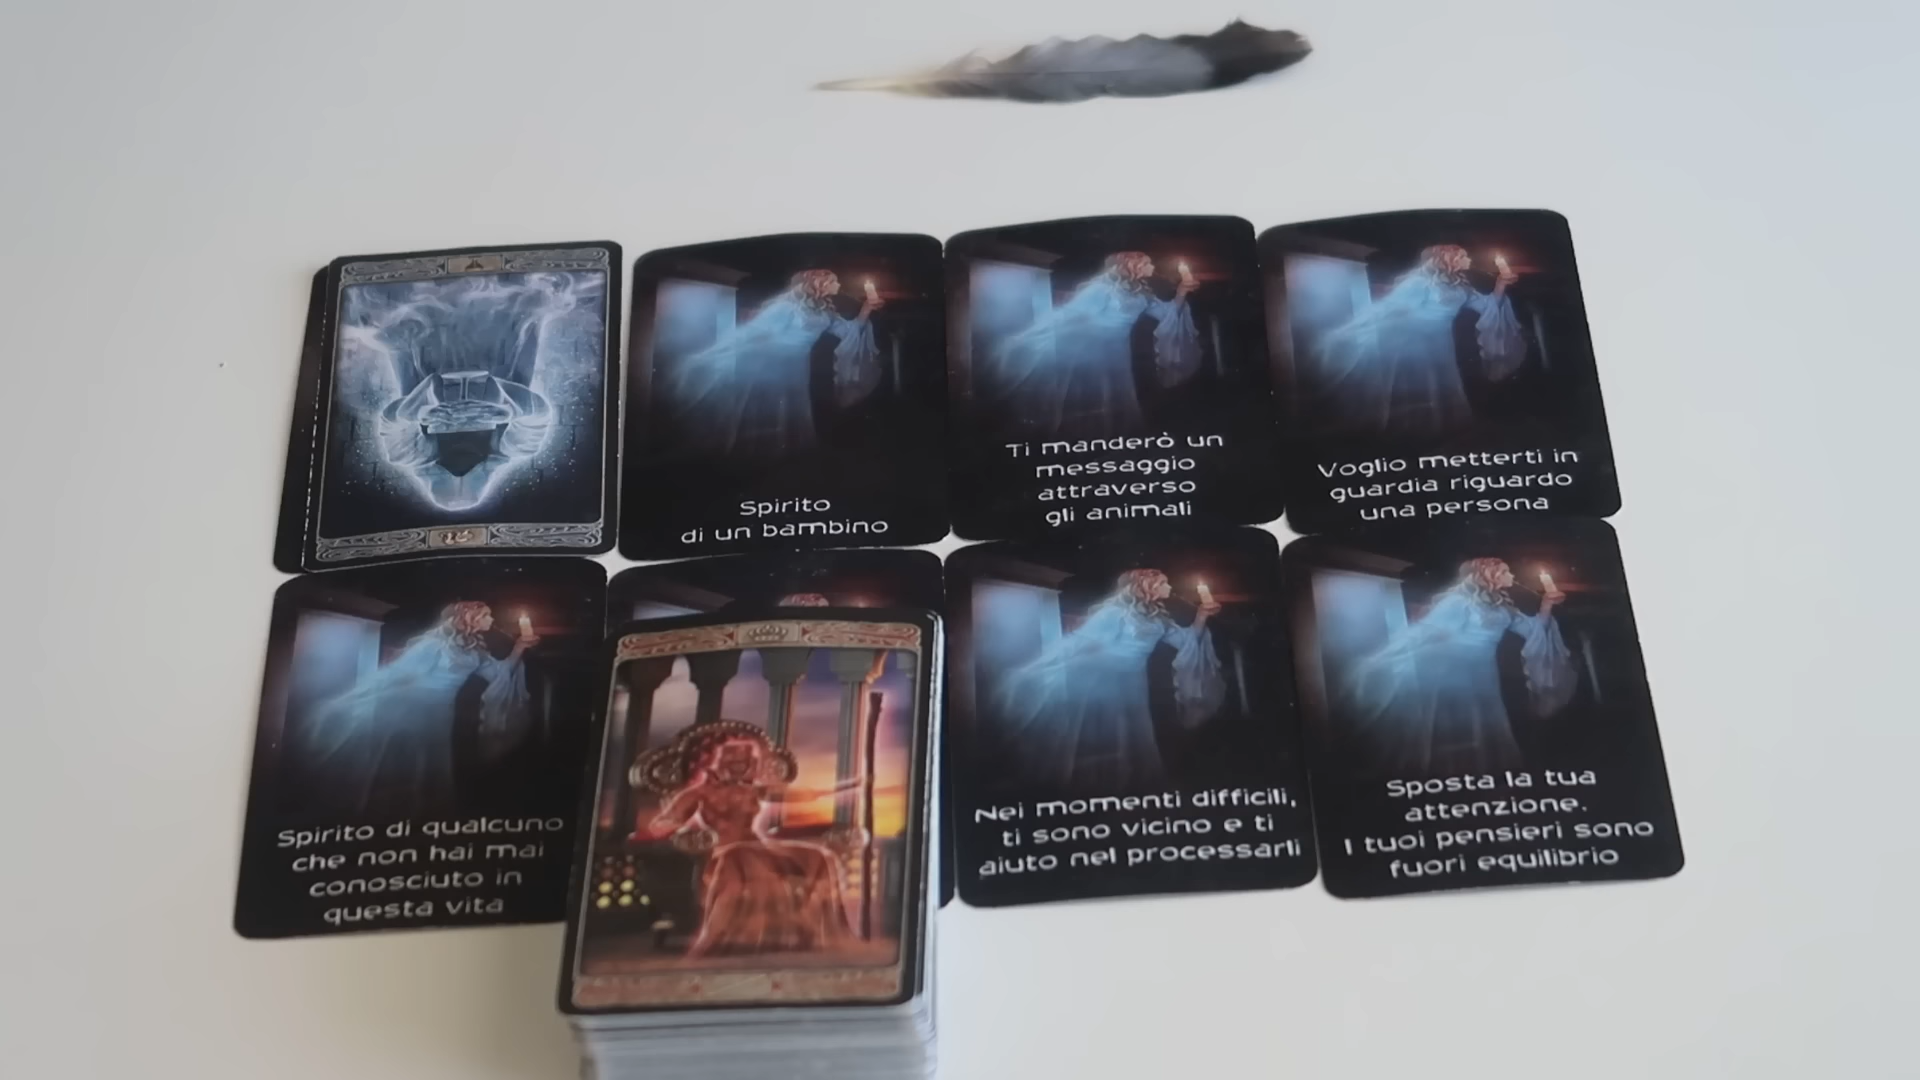 Spirito
di un bambino
Ti manderò un
messaggio
attraverso
gli animali
Voglio metterti in
guardia riguardo
una persona
Spirito di qualcuno
che non hai mai
conosciuto in
questa vita
Nei momenti difficili,
ti sono vicino e ti
aiuto nel processarli
Sposta la tua
attenzione.
I tuoi pensieri sono
fuori equilibrio